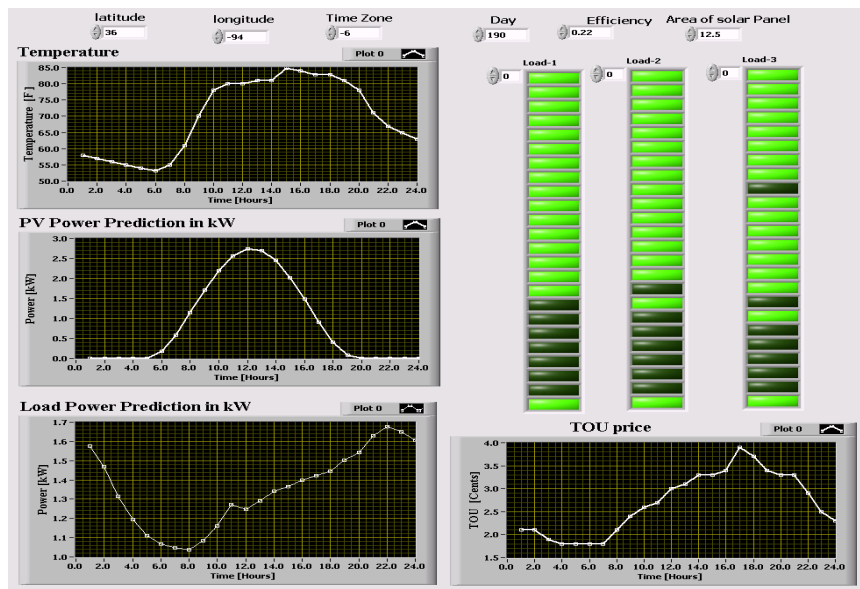 latitude longitude Time Zone Day Efficiency Area of solar Panel
36 -94 -6 190 0.22 12.5
Temperature Plot 0
85.0
80.0
75.0
70.0
65.0
60.0
55.0
50.0
Temperature [F]
0.0 2.0 4.0 6.0 8.0 10.0 12.0 14.0 16.0 18.0 20.0 22.0 24.0
Time [Hours]
PV Power Prediction in kW Plot 0
3.0
2.5
2.0
1.5
1.0
0.5
0.0
Power [kW]
0.0 2.0 4.0 6.0 8.0 10.0 12.0 14.0 16.0 18.0 20.0 22.0 24.0
Time [Hours]
Load Power Prediction in kW Plot 0
1.7
1.6
1.5
1.4
1.3
1.2
1.1
1.0
Power [kW]
0.0 2.0 4.0 6.0 8.0 10.0 12.0 14.0 16.0 18.0 20.0 22.0 24.0
Time [Hours]
Load-1 Load-2 Load-3
0 0 0
TOU price Plot 0
4.0
3.5
3.0
2.5
2.0
1.5
TOU [Cents]
0.0 2.0 4.0 6.0 8.0 10.0 12.0 14.0 16.0 18.0 20.0 22.0 24.0
Time [Hours]